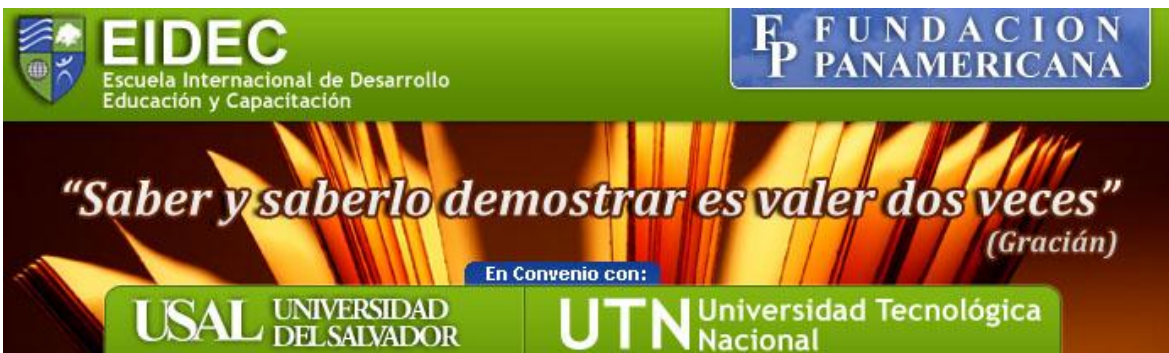 EIDEC
Escuela Internacional de Desarrollo
Educación y Capacitación
FP
FUNDACION
PANAMERICANA
“Saber y saberlo demostrar es valer dos veces”
(Gracián)
En Convenio con:
USAL
UNIVERSIDAD
DEL SALVADOR
UTN
Universidad Tecnológica
Nacional